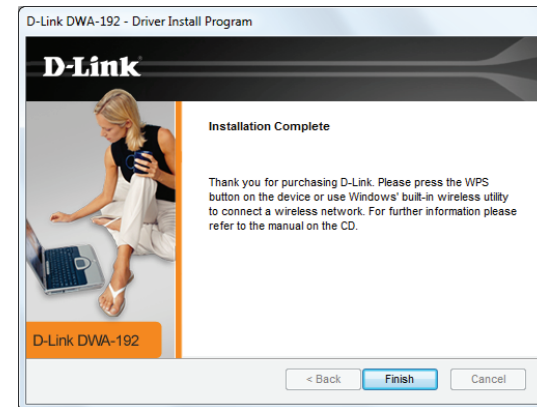 D-Link DWA-192 - Driver Install Program
D-Link
Installation Complete
Thank you for purchasing D-Link. Please press the WPS
button on the device or use Windows' built-in wireless utility
to connect a wireless network. For further information please
refer to the manual on the CD.
D-Link DWA-192
< Back
Finish
Cancel